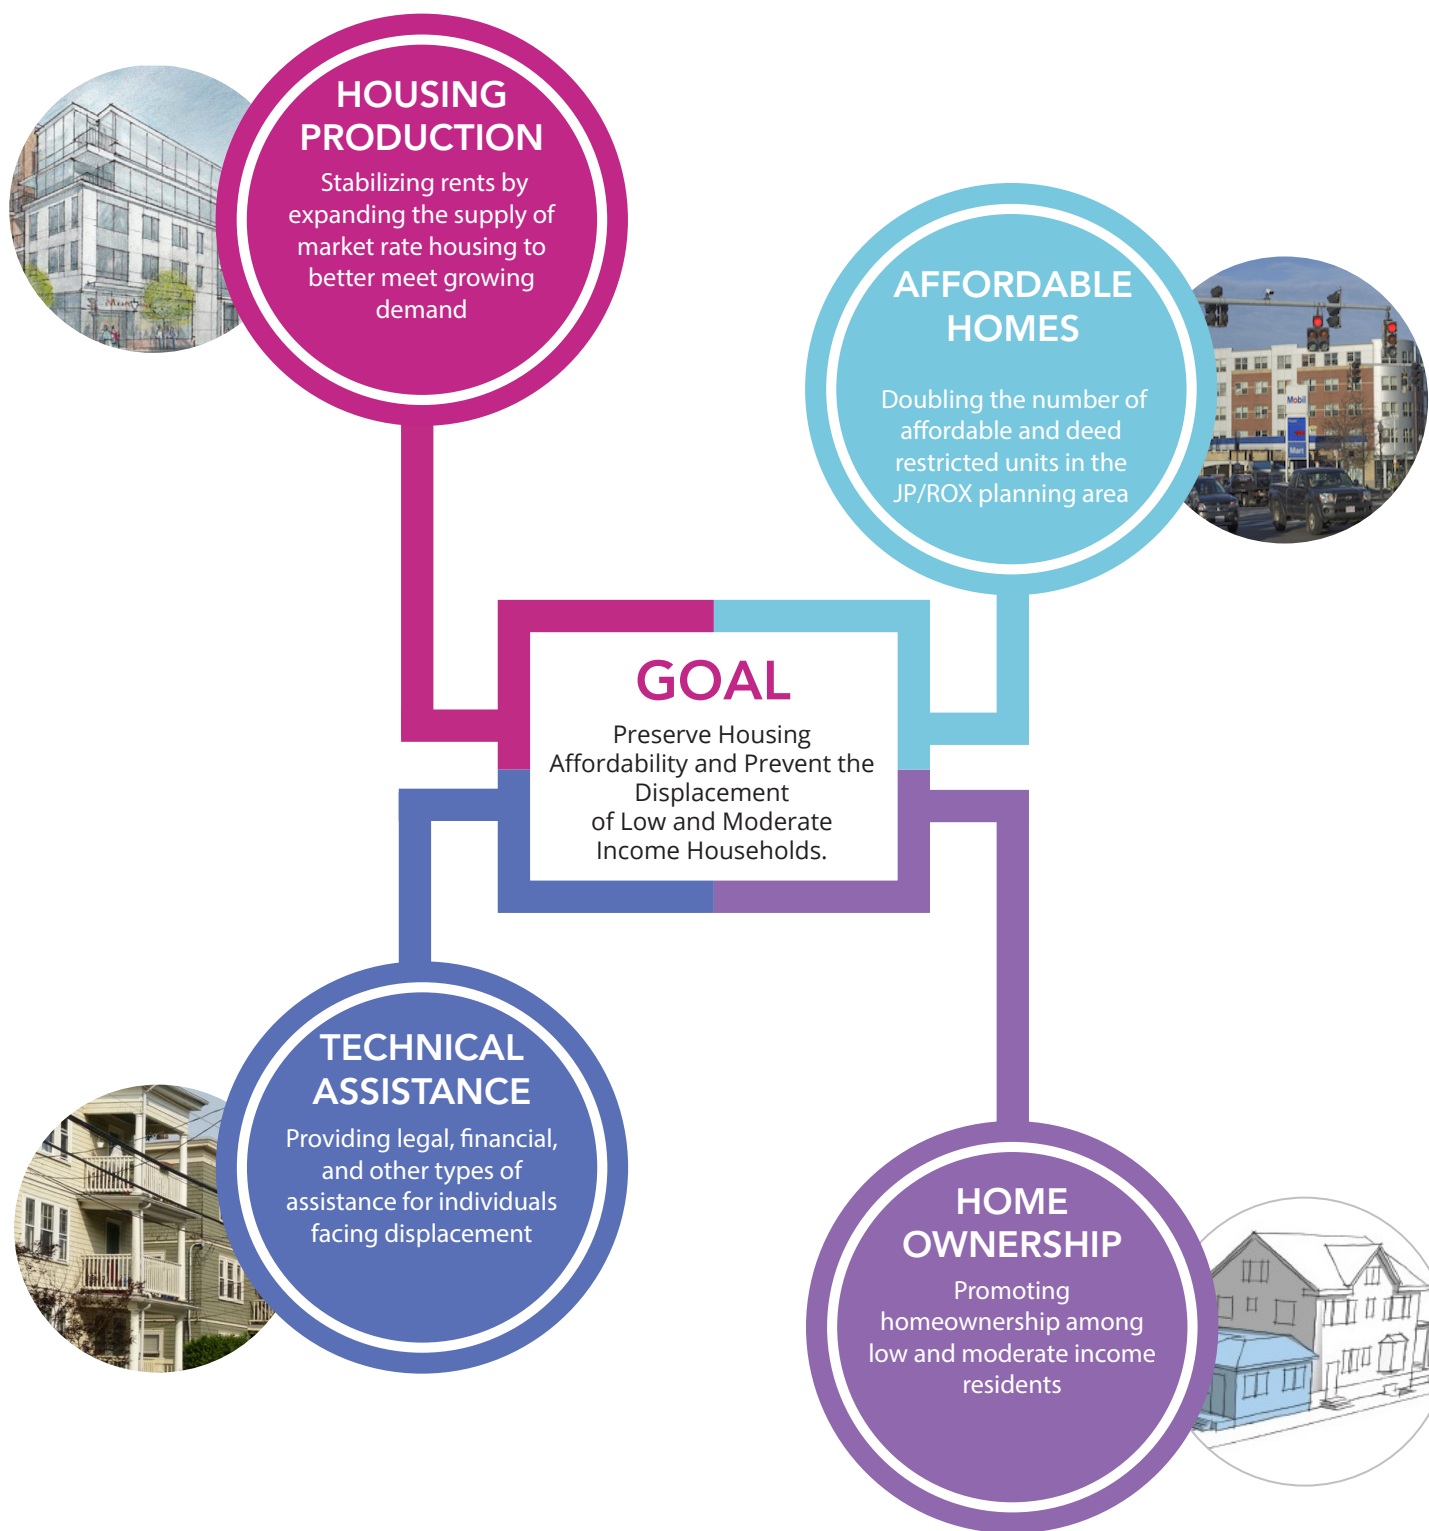 HOUSING
PRODUCTION
Stabilizing rents by
expanding the supply of
market rate housing to
better meet growing
demand
AFFORDABLE
HOMES
Doubling the number of
affordable and deed
restricted units in the
JP/ROX planning area
Mobil
Mart
GOAL
Preserve Housing
Affordability and Prevent the
Displacement
of Low and Moderate
Income Households.
TECHNICAL
ASSISTANCE
Providing legal, financial,
and other types of
assistance for individuals
facing displacement
HOME
OWNERSHIP
Promoting
homeownership among
low and moderate income
residents